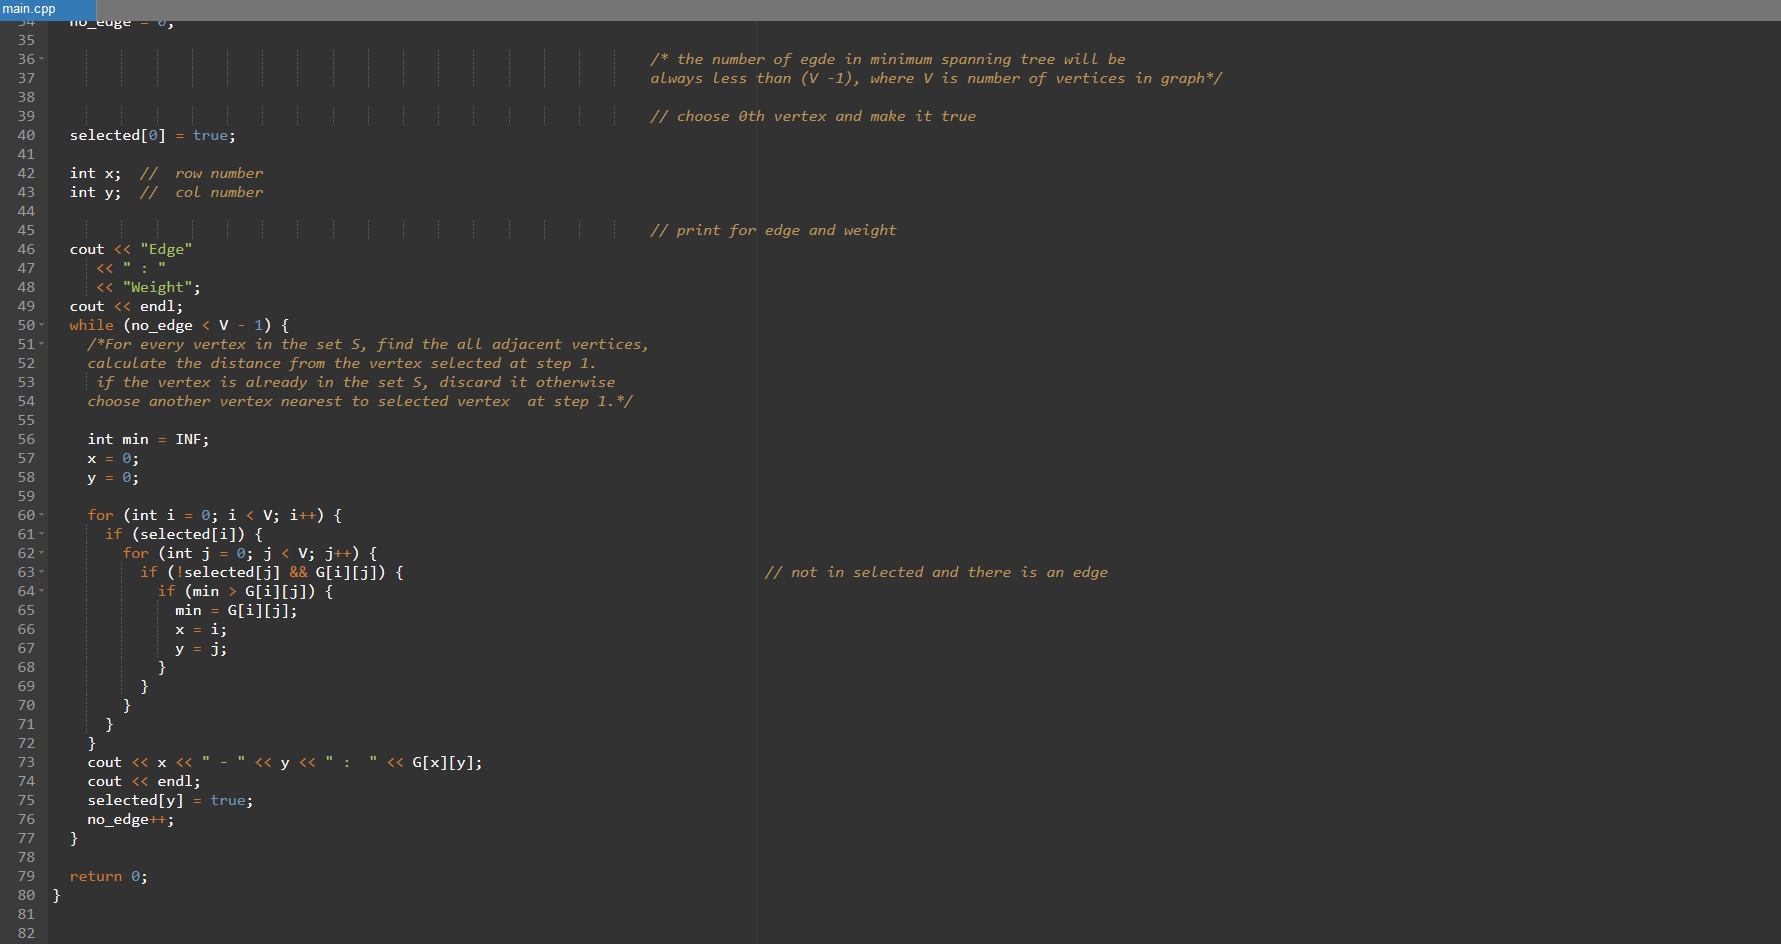 main.cpp
34 no_edge = 0;
35
36 /* the number of egde in minimum spanning tree will be
37 always less than (V -1), where V is number of vertices in graph*/
38
39 // choose 0th vertex and make it true
40 selected[0] = true;
41
42 int x;  //  row number
43 int y;  //  col number
44
45 // print for edge and weight
46 cout << "Edge"
47 << " : "
48 << "Weight";
49 cout << endl;
50 while (no_edge < V - 1) {
51 /*For every vertex in the set S, find the all adjacent vertices,
52 calculate the distance from the vertex selected at step 1.
53 if the vertex is already in the set S, discard it otherwise
54 choose another vertex nearest to selected vertex  at step 1.*/
55
56 int min = INF;
57 x = 0;
58 y = 0;
59
60 for (int i = 0; i < V; i++) {
61 if (selected[i]) {
62 for (int j = 0; j < V; j++) {
63 if (!selected[j] && G[i][j]) { // not in selected and there is an edge
64 if (min > G[i][j]) {
65 min = G[i][j];
66 x = i;
67 y = j;
68 }
69 }
70 }
71 }
72 }
73 cout << x << " - " << y << " :  " << G[x][y];
74 cout << endl;
75 selected[y] = true;
76 no_edge++;
77 }
78
79 return 0;
80 }
81
82